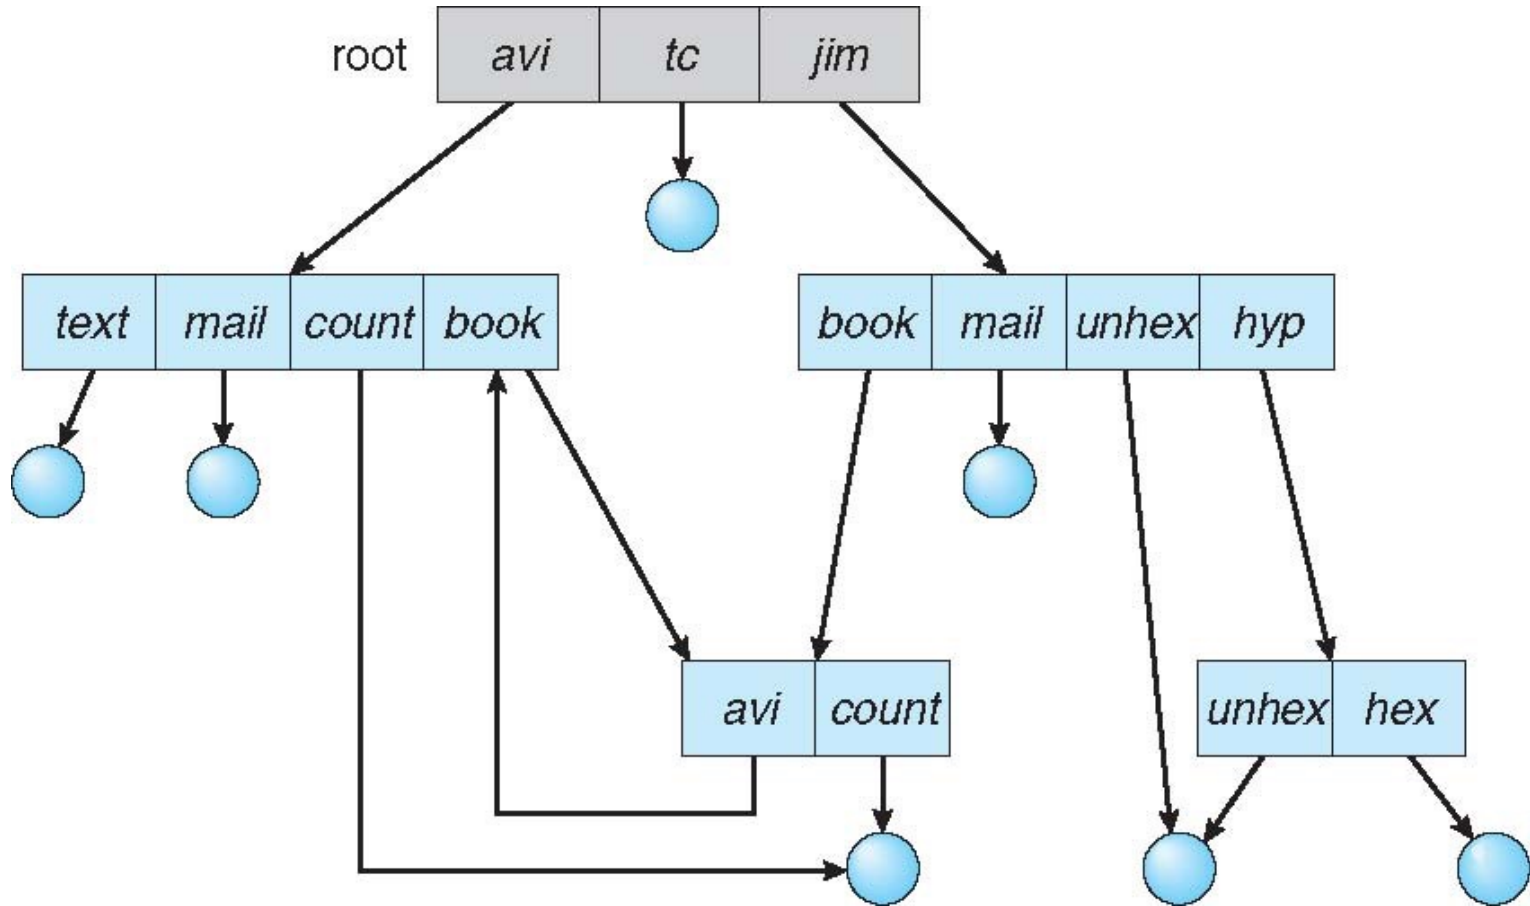 root avi tc jim
text mail count book book mail unhex hyp
avi count unhex hex